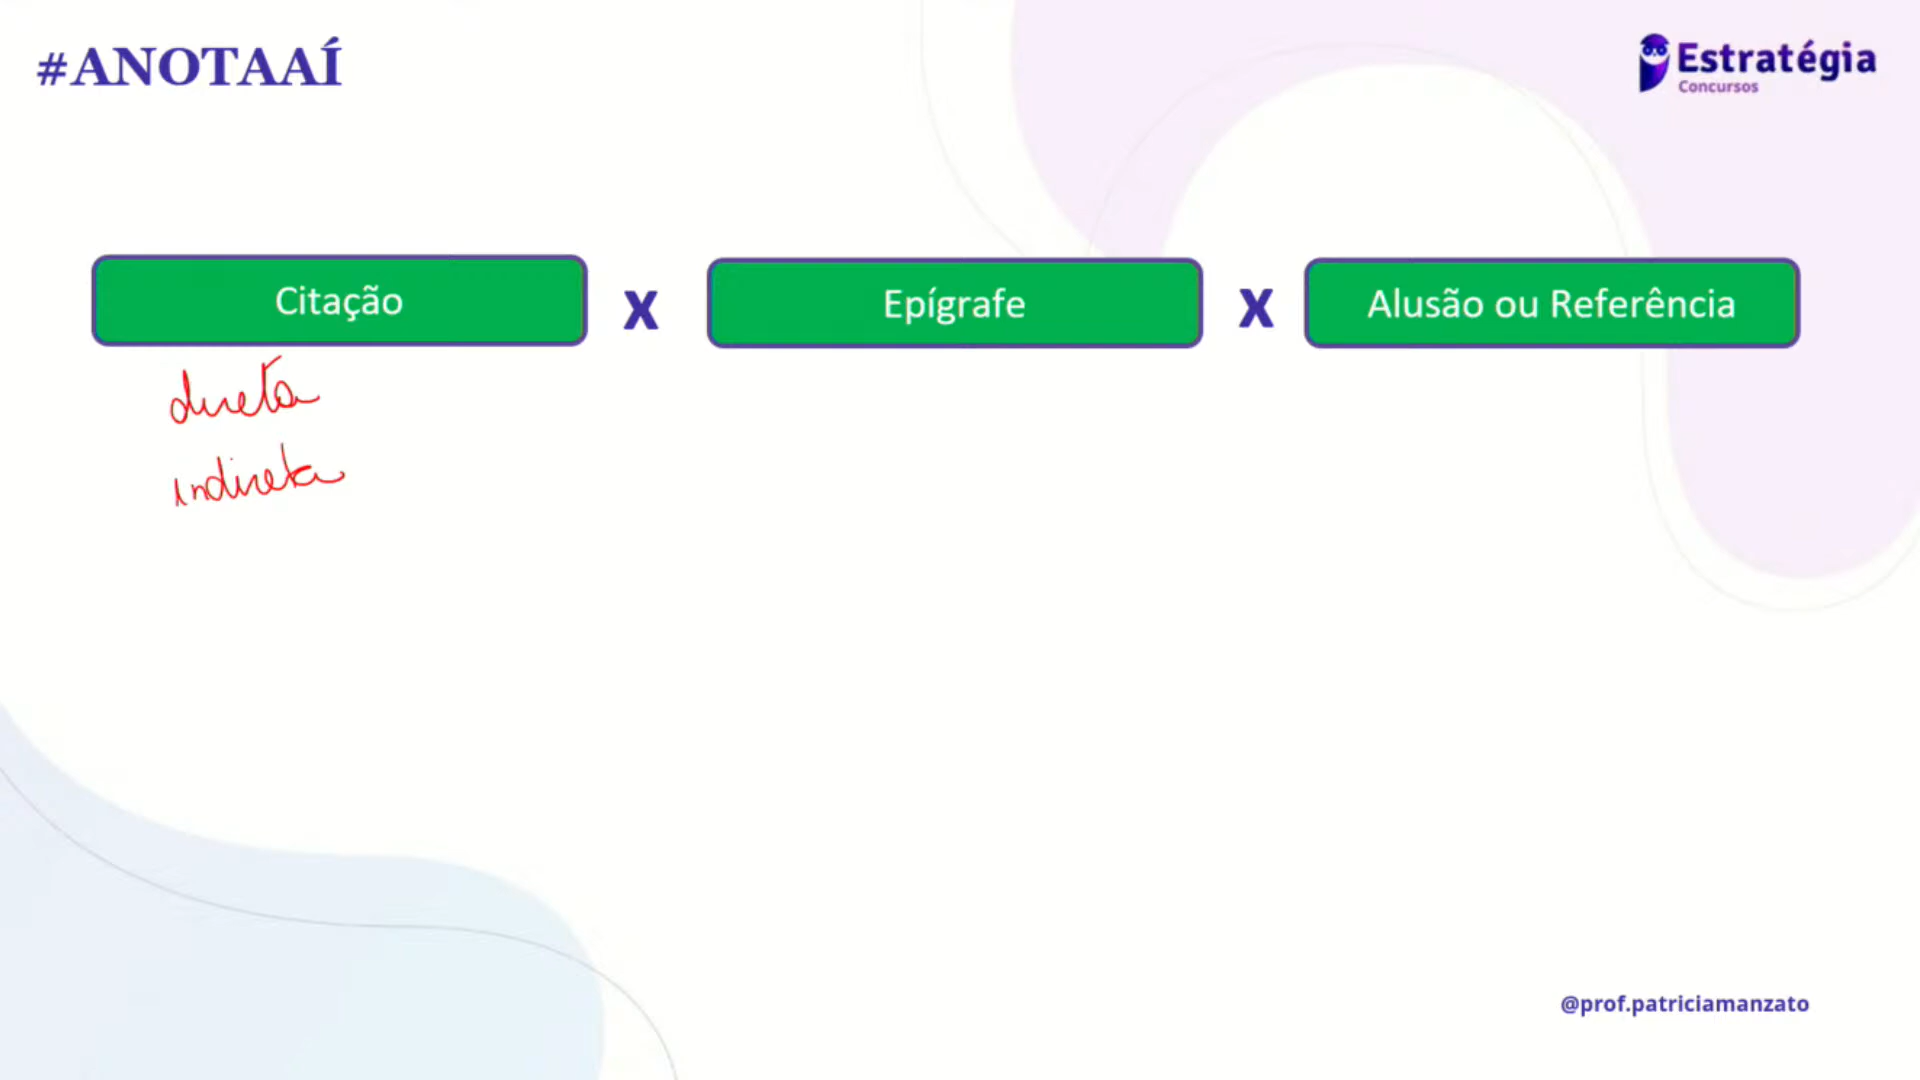 #ANOTAAÍ
Estratégia
Concursos
Citação X Epígrafe X Alusão ou Referência
direta
indireta
@prof.patriciamanzato